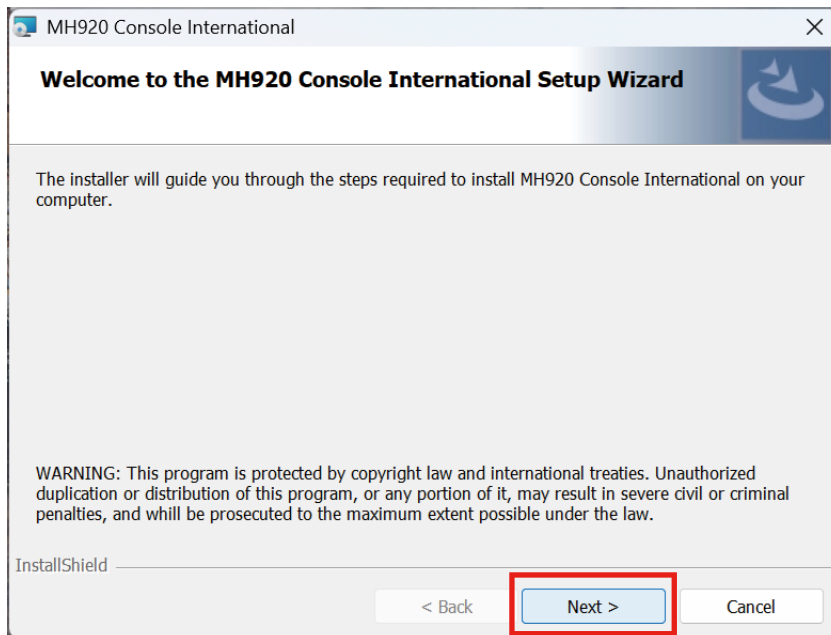 MH920 Console International
Welcome to the MH920 Console International Setup Wizard
The installer will guide you through the steps required to install MH920 Console International on your
computer.
WARNING: This program is protected by copyright law and international treaties. Unauthorized
duplication or distribution of this program, or any portion of it, may result in severe civil or criminal
penalties, and whill be prosecuted to the maximum extent possible under the law.
InstallShield
< Back Next > Cancel